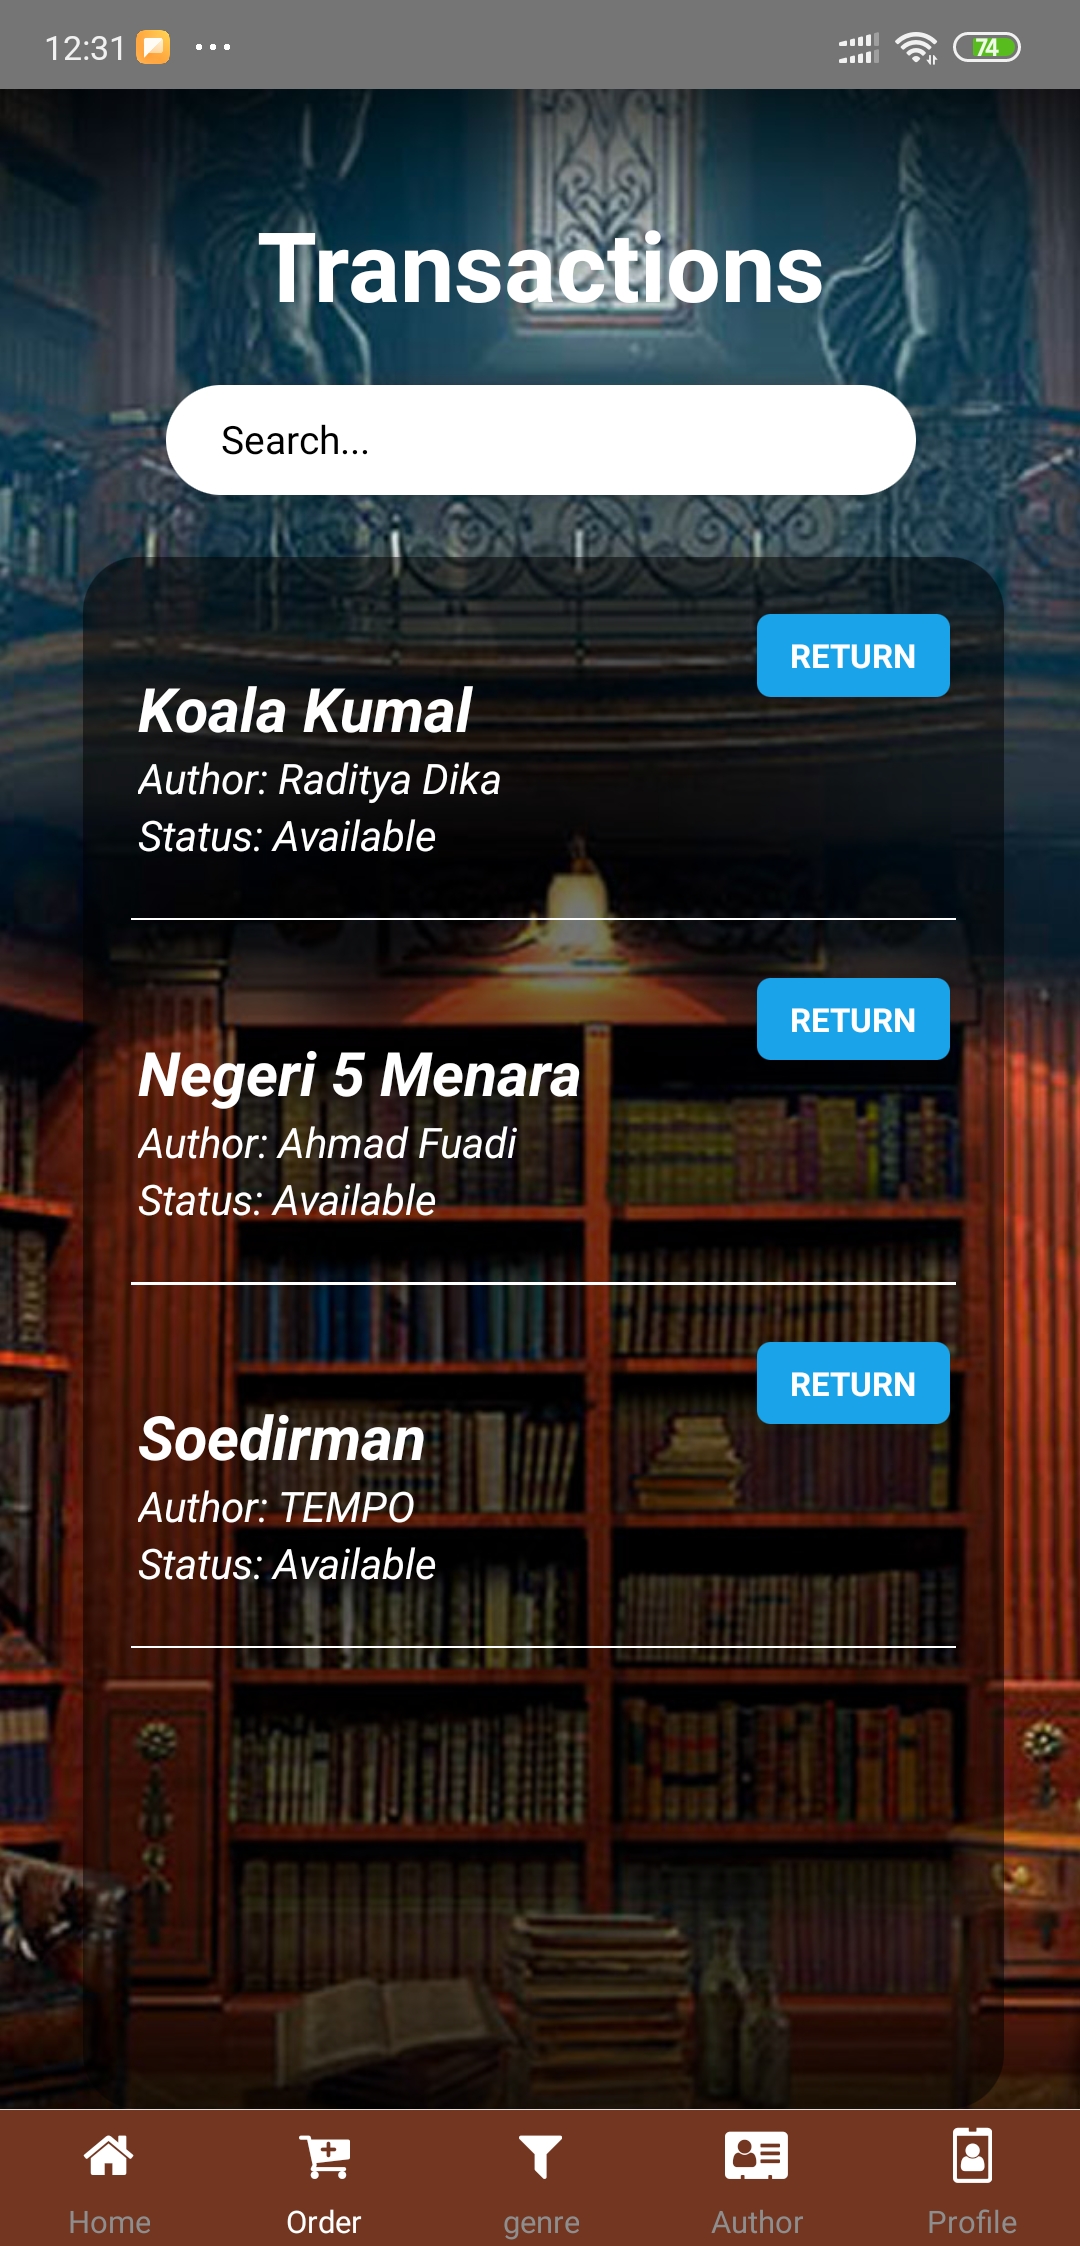 12:31
74
Transactions
Search...
RETURN
Koala Kumal
Author: Raditya Dika
Status: Available
RETURN
Negeri 5 Menara
Author: Ahmad Fuadi
Status: Available
RETURN
Soedirman
Author: TEMPO
Status: Available
Home
Order
genre
Author
Profile